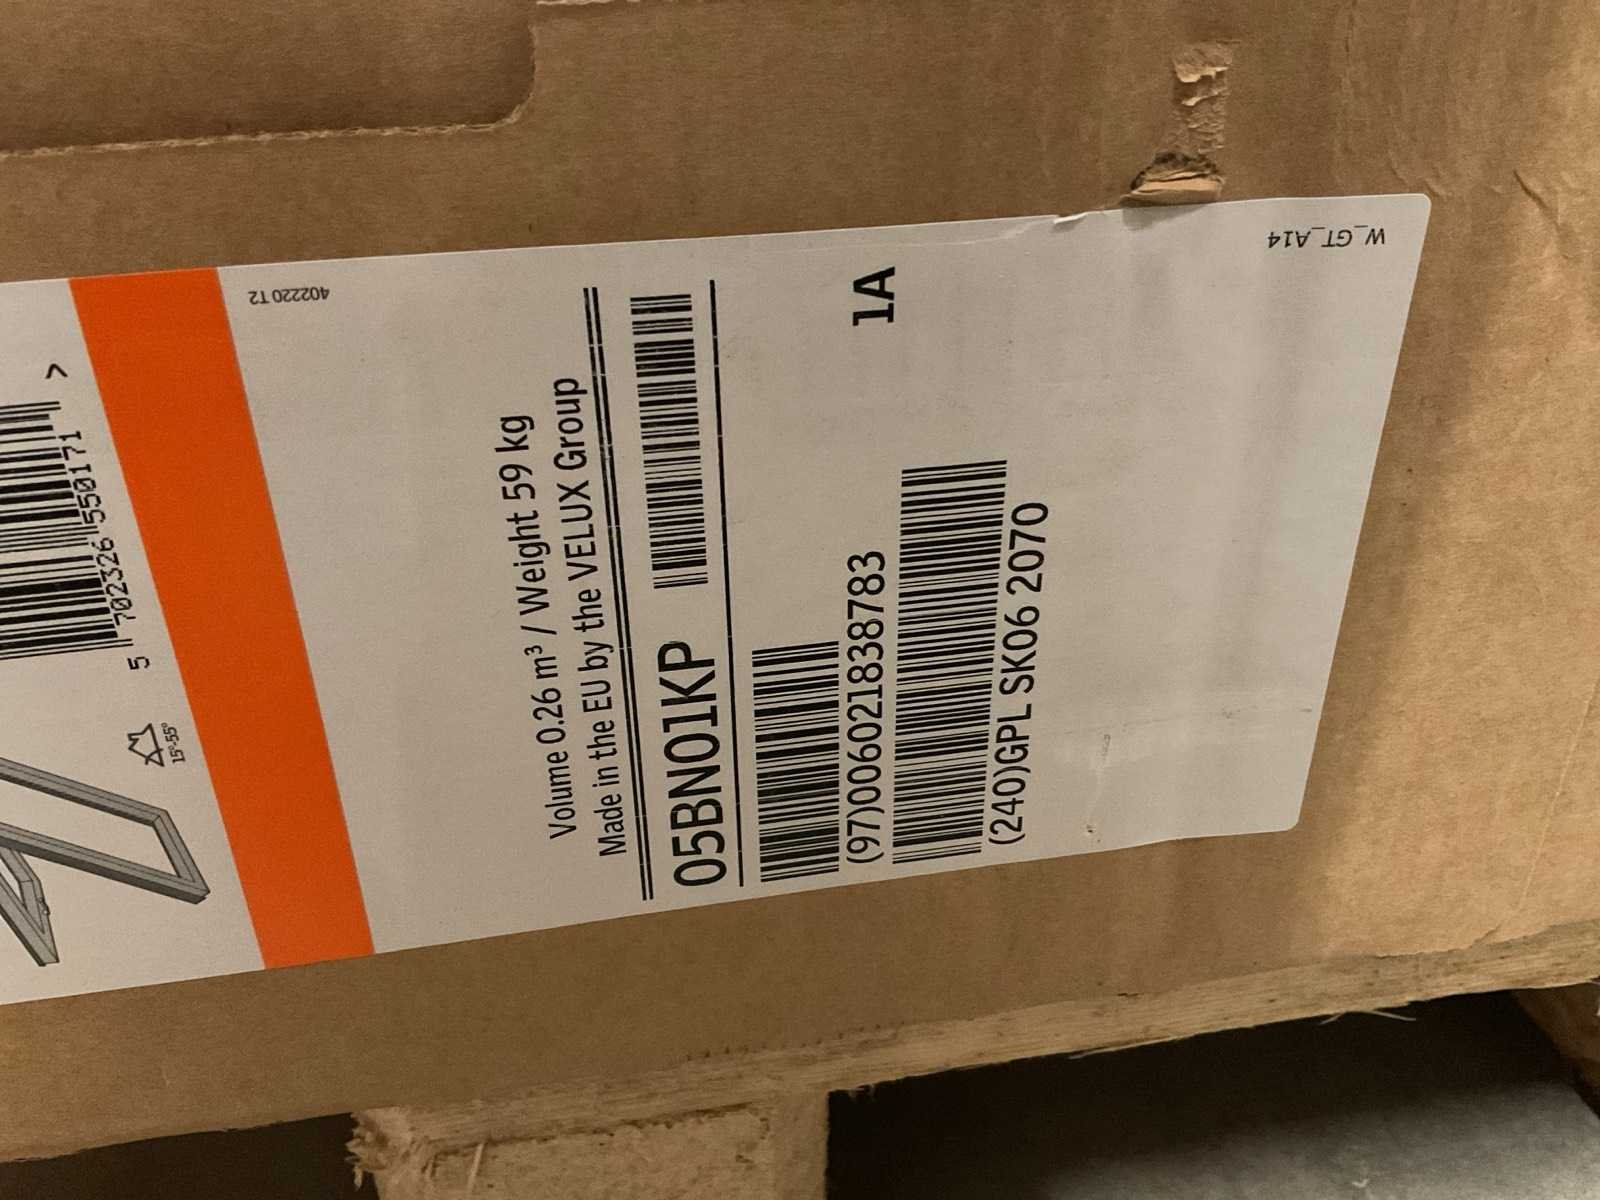 5 702326 550171 >
15°-55°
402220 T2
Volume 0.26 m³ / Weight 59 kg
Made in the EU by the VELUX Group
05BN01KP
1A
(97)006021838783
(240)GPL SK06 2070
W_GT_A14